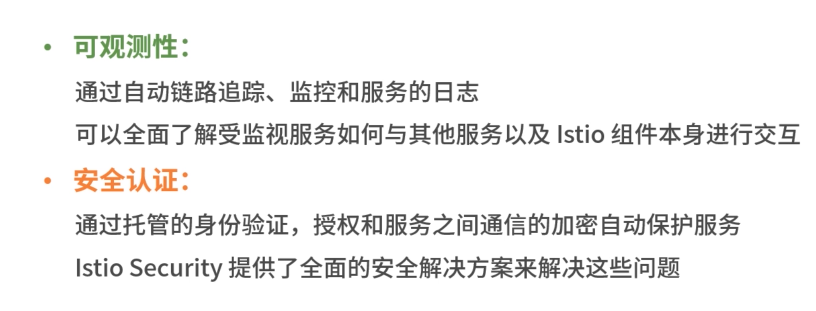 • 可观测性：
通过自动链路追踪、监控和服务的日志
可以全面了解受监视服务如何与其他服务以及 Istio 组件本身进行交互
• 安全认证：
通过托管的身份验证，授权和服务之间通信的加密自动保护服务
Istio Security 提供了全面的安全解决方案来解决这些问题